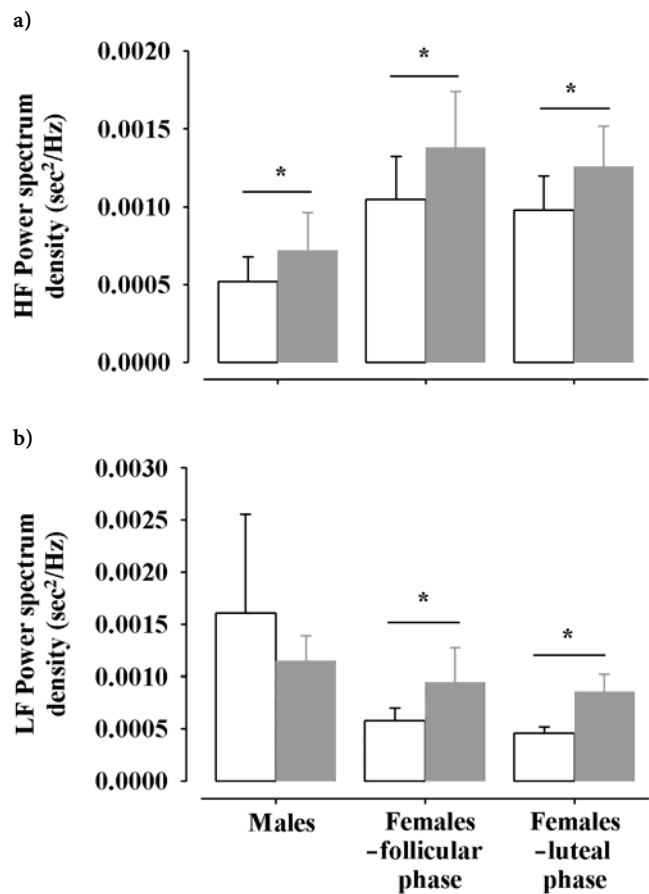 a)
HF Power spectrum
density (sec²/Hz)
0.0020
0.0015
0.0010
0.0005
0.0000
*
*
*
b)
LF Power spectrum
density (sec²/Hz)
0.0030
0.0025
0.0020
0.0015
0.0010
0.0005
0.0000
*
*
Males
Females
–follicular
phase
Females
–luteal
phase